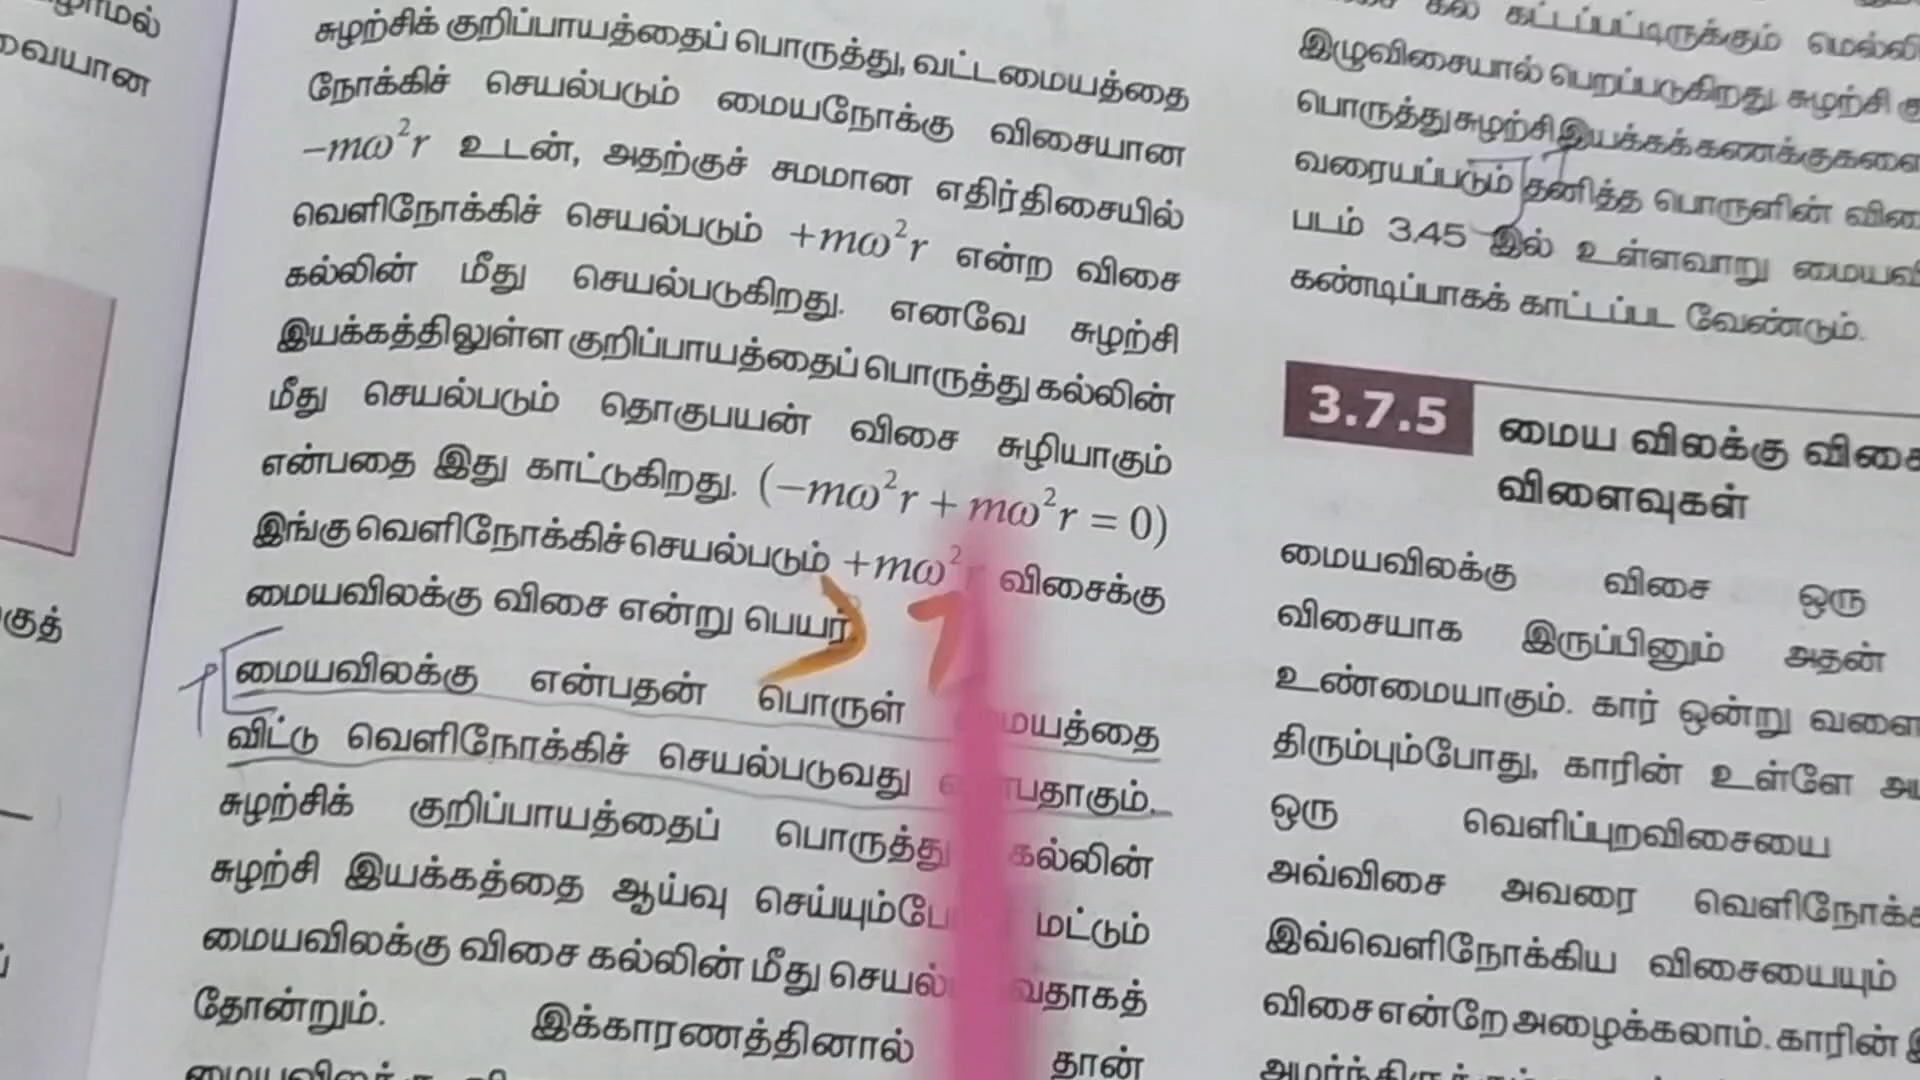 வையான
சுழற்சிக் குறிப்பாயத்தைப் பொருத்து, வட்டமையத்தை
நோக்கிச் செயல்படும் மையநோக்கு விசையான
−mω²r உடன், அதற்குச் சமமான எதிர்திசையில்
வெளிநோக்கிச் செயல்படும் +mω²r என்ற விசை
கல்லின் மீது செயல்படுகிறது. எனவே சுழற்சி
இயக்கத்திலுள்ள குறிப்பாயத்தைப் பொருத்து கல்லின்
மீது செயல்படும் தொகுபயன் விசை சுழியாகும்
என்பதை இது காட்டுகிறது. (−mω²r + mω²r = 0)
இங்கு வெளிநோக்கிச் செயல்படும் +mω²r விசைக்கு
மையவிலக்கு விசை என்று பெயர்.
மையவிலக்கு என்பதன் பொருள் மையத்தை
விட்டு வெளிநோக்கிச் செயல்படுவது என்பதாகும்.
சுழற்சிக் குறிப்பாயத்தைப் பொருத்து கல்லின்
சுழற்சி இயக்கத்தை ஆய்வு செய்யும்போது மட்டும்
மையவிலக்கு விசை கல்லின் மீது செயல்படுவதாகத்
தோன்றும். இக்காரணத்தினால் தான்
கட்டப்பட்டிருக்கும்
இழுவிசையால் பெறப்படுகிறது. சுழற்சி
பொருத்து சுழற்சி இயக்கக் கணக்குகளை
வரையப்படும் தனித்த பொருளின்
படம் 3.45 இல் உள்ளவாறு
கண்டிப்பாகக் காட்டப்பட வேண்டும்.
3.7.5 மைய விலக்கு
விளைவுகள்
மையவிலக்கு விசை ஒரு
விசையாக இருப்பினும் அதன்
உண்மையாகும். கார் ஒன்று
திரும்பும்போது, காரின் உள்ளே
ஒரு வெளிப்புறவிசையை
அவ்விசை அவரை
இவ்வெளிநோக்கிய விசையையும்
விசை என்றே அழைக்கலாம். காரின்